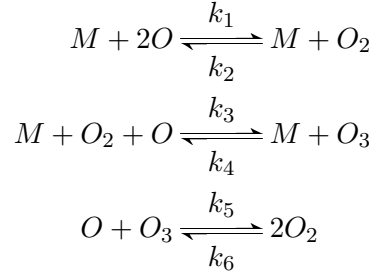 k₁
M + 2O ⇌ M + O₂
k₂
k₃
M + O₂ + O ⇌ M + O₃
k₄
k₅
O + O₃ ⇌ 2O₂
k₆